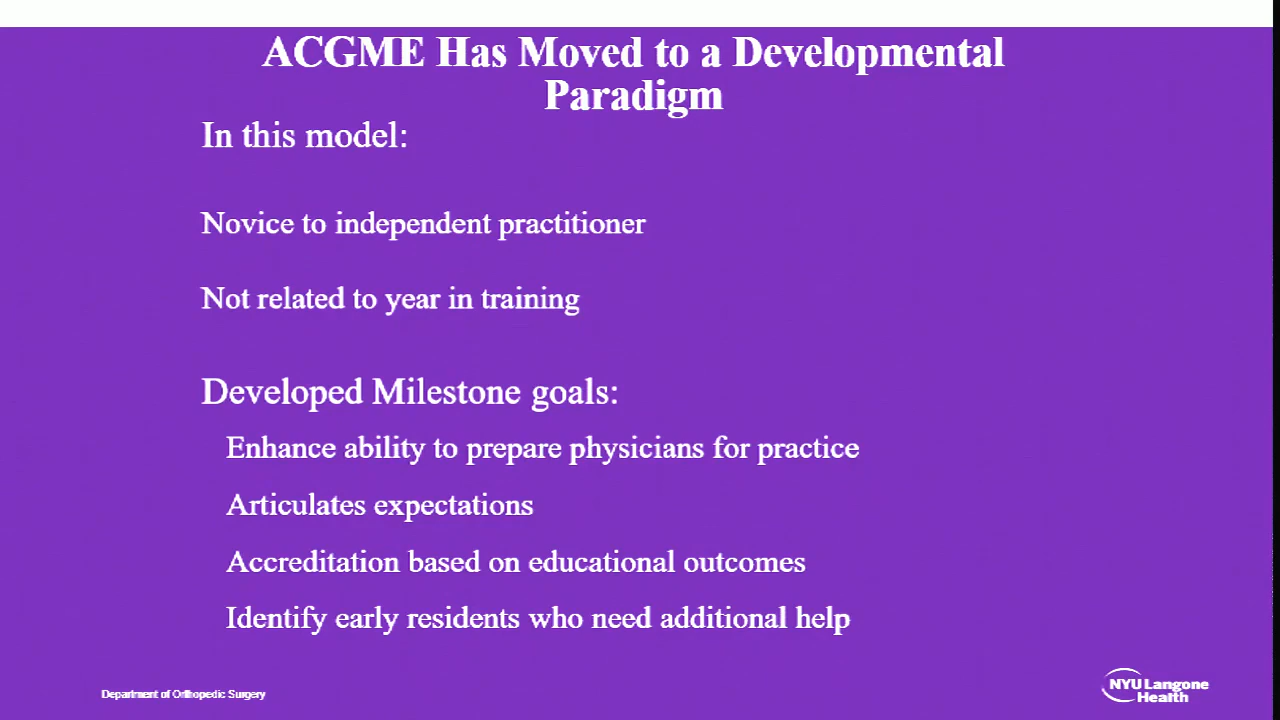 ACGME Has Moved to a Developmental
Paradigm
In this model:
Novice to independent practitioner
Not related to year in training
Developed Milestone goals:
Enhance ability to prepare physicians for practice
Articulates expectations
Accreditation based on educational outcomes
Identify early residents who need additional help
Department of Orthopedic Surgery
NYU Langone
Health